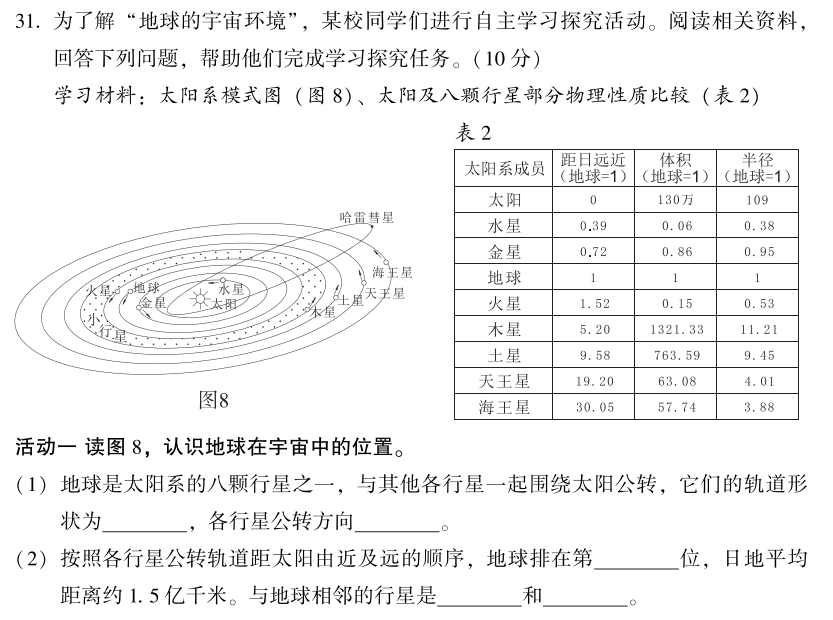 31. 为了解“地球的宇宙环境”，某校同学们进行自主学习探究活动。阅读相关资料，
回答下列问题，帮助他们完成学习探究任务。(10 分)
学习材料：太阳系模式图（图 8）、太阳及八颗行星部分物理性质比较（表 2）
表 2
太阳系成员 距日远近（地球=1） 体积（地球=1） 半径（地球=1）
太阳 0 130万 109
水星 0.39 0.06 0.38
金星 0.72 0.86 0.95
地球 1 1 1
火星 1.52 0.15 0.53
木星 5.20 1321.33 11.21
土星 9.58 763.59 9.45
天王星 19.20 63.08 4.01
海王星 30.05 57.74 3.88
哈雷彗星
海王星
天王星
土星
木星
火星
地球
金星
水星
太阳
小行星
图8
活动一 读图 8，认识地球在宇宙中的位置。
(1) 地球是太阳系的八颗行星之一，与其他各行星一起围绕太阳公转，它们的轨道形
状为________，各行星公转方向________。
(2) 按照各行星公转轨道距太阳由近及远的顺序，地球排在第________位，日地平均
距离约 1. 5 亿千米。与地球相邻的行星是________和________。